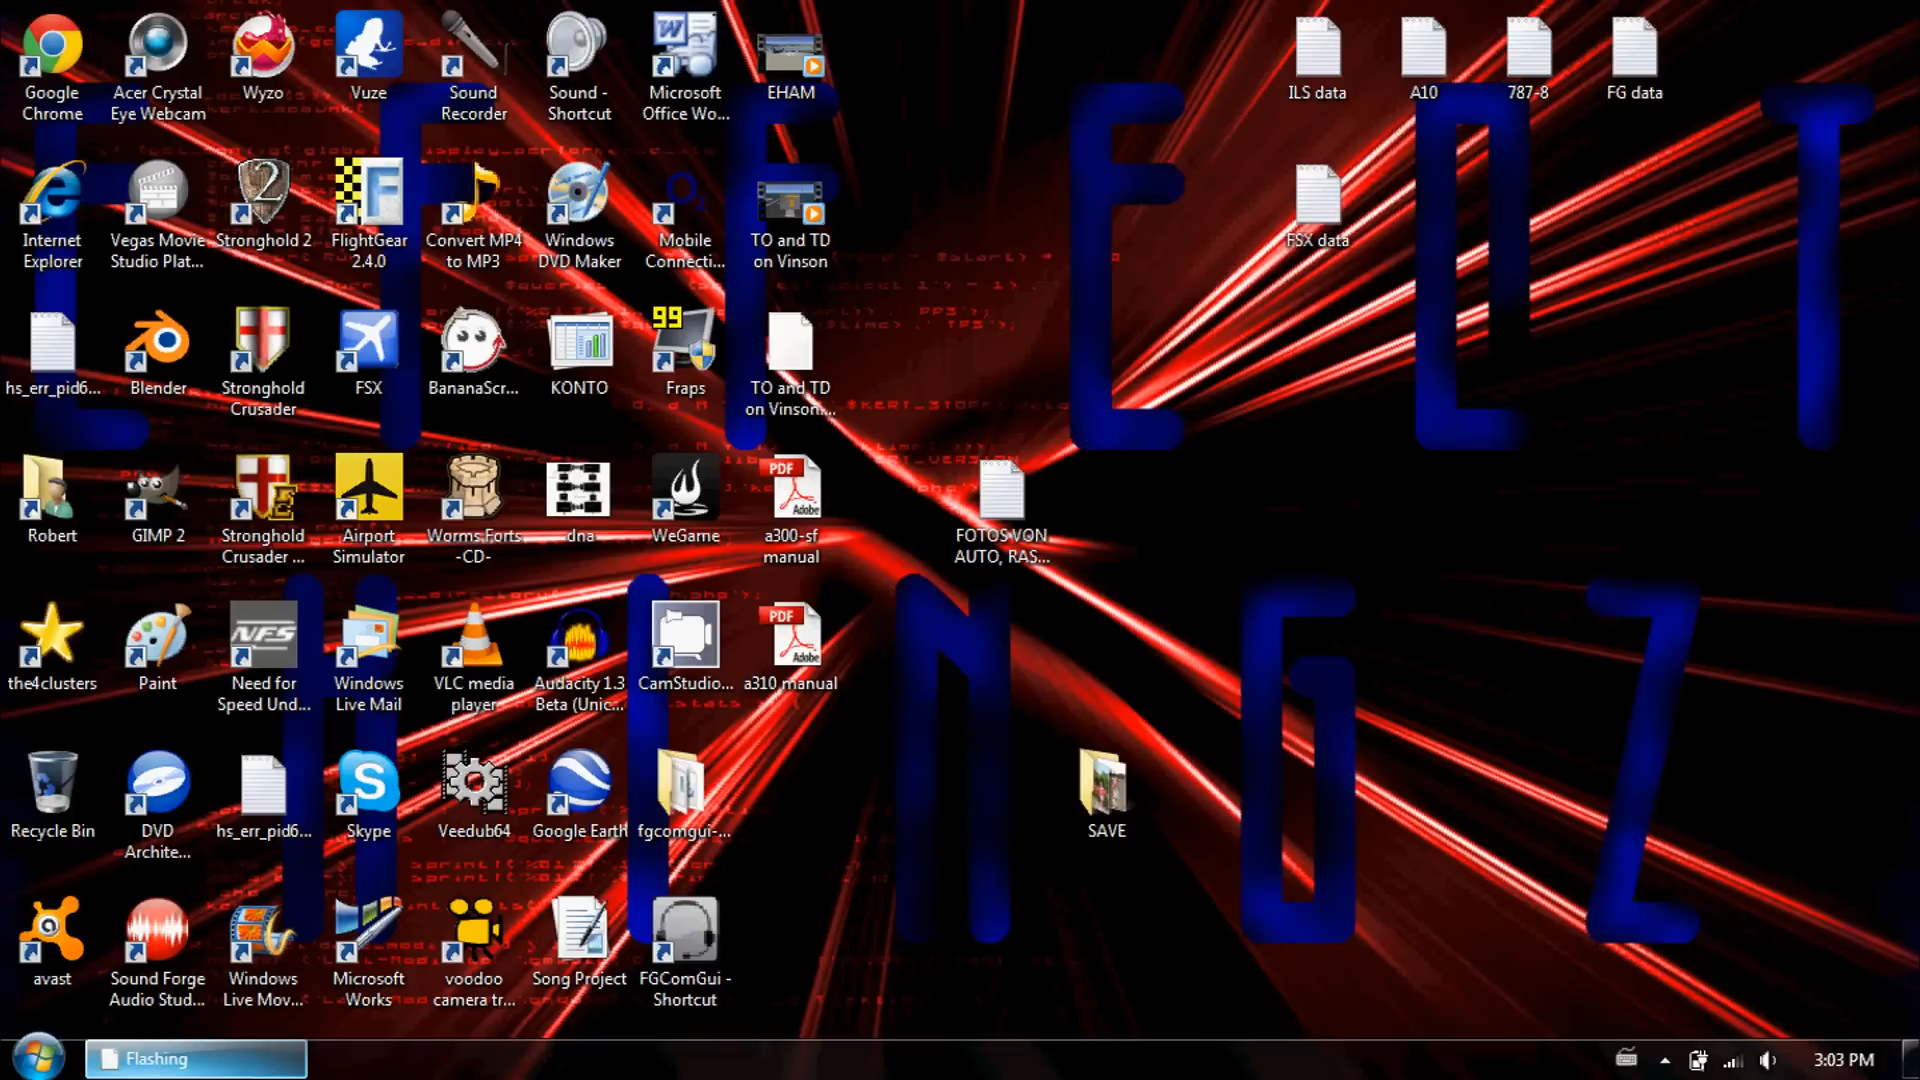 Google
Chrome
Acer Crystal
Eye Webcam
Wyzo
Vuze
Sound
Recorder
Sound -
Shortcut
Microsoft
Office Wo...
EHAM
ILS data
A10
787-8
FG data
Internet
Explorer
Vegas Movie
Studio Plat...
2
Stronghold 2
F
FlightGear
2.4.0
Convert MP4
to MP3
Windows
DVD Maker
Mobile
Connecti...
TO and TD
on Vinson
FSX data
hs_err_pid6...
Blender
Stronghold
Crusader
FSX
BananaScr...
KONTO
99
Fraps
TO and TD
on Vinson....
Robert
GIMP 2
Stronghold
Crusader ...
Airport
Simulator
Worms Forts
-CD-
dna
WeGame
PDF
Adobe
a300-sf
manual
FOTOS VON
AUTO, RAS...
the4clusters
Paint
NFS
Need for
Speed Und...
Windows
Live Mail
VLC media
player
Audacity 1.3
Beta (Unic...
CamStudio...
PDF
Adobe
a310 manual
Recycle Bin
DVD
Archite...
hs_err_pid6...
Skype
Veedub64
Google Earth
fgcomgui-...
SAVE
avast
Sound Forge
Audio Stud...
Windows
Live Mov...
Microsoft
Works
voodoo
camera tr...
Song Project
FGComGui -
Shortcut
Flashing
3:03 PM